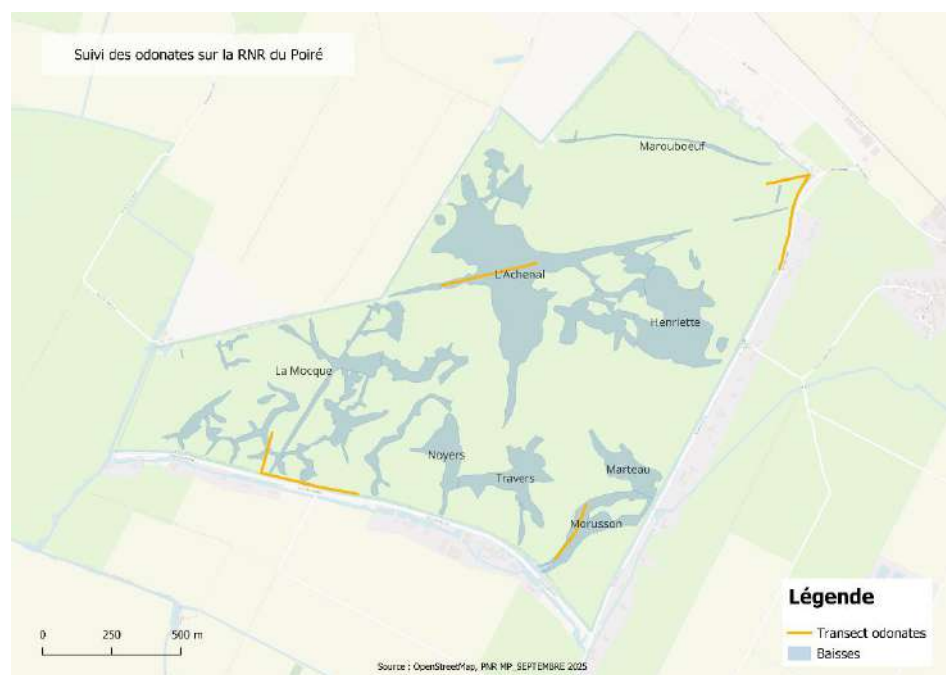 Suivi des odonates sur la RNR du Poiré
Marouboeuf
L'Achenal
Henriette
La Mocque
Noyers
Travers
Marteau
Morusson
Légende
Transect odonates
Baisses
0 250 500 m
Source : OpenStreetMap, PNR MP_SEPTEMBRE 2025